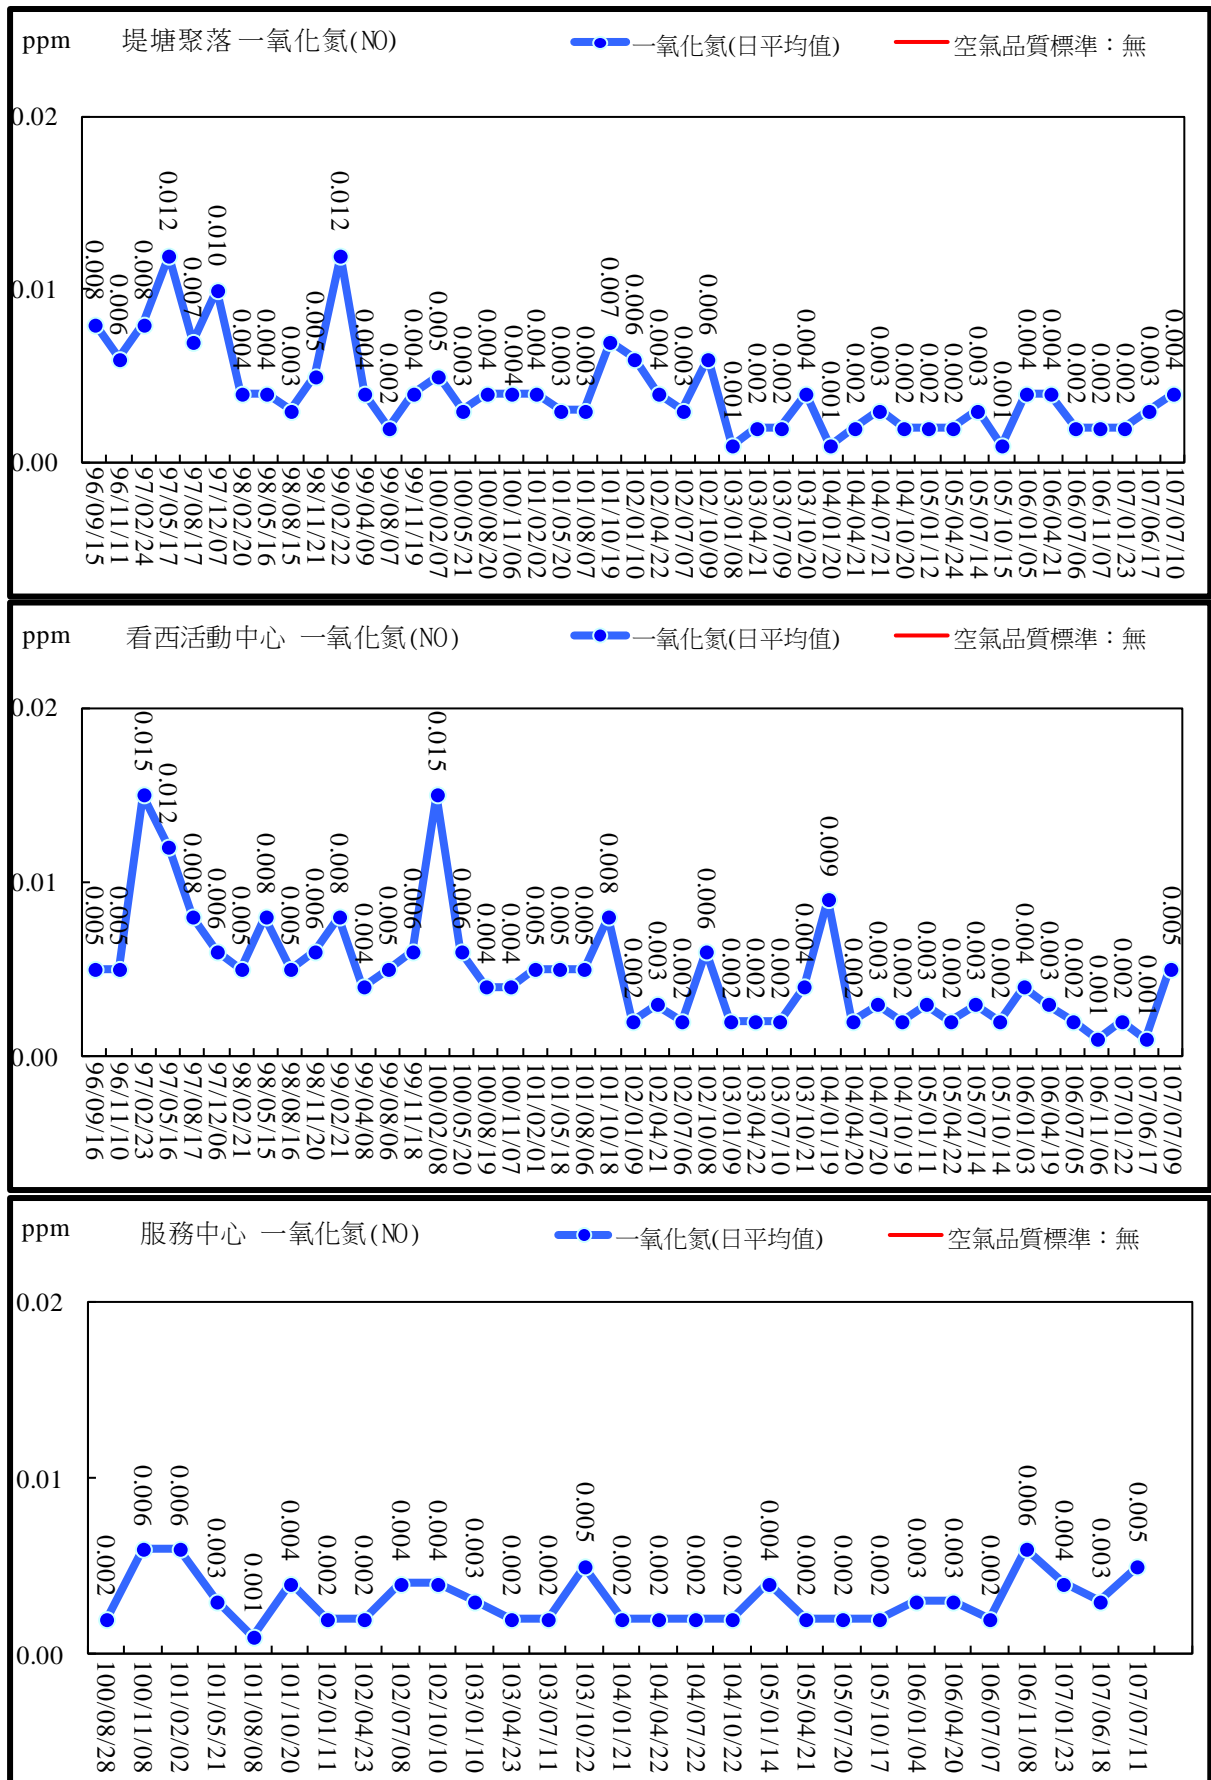 ppm 堤塘聚落 一氧化氮(NO) 一氧化氮(日平均值) 空氣品質標準：無
0.02
0.01
0.00
0.008 0.006 0.008 0.012 0.007 0.010 0.004 0.004 0.003 0.005 0.012 0.004 0.002 0.004 0.005 0.003 0.004 0.004 0.004 0.003 0.003 0.007 0.006 0.004 0.003 0.006 0.001 0.002 0.002 0.004 0.001 0.002 0.003 0.002 0.002 0.002 0.003 0.001 0.004 0.004 0.002 0.002 0.002 0.003 0.004
96/09/15 96/11/11 97/02/24 97/05/17 97/08/17 97/12/07 98/02/20 98/05/16 98/08/15 98/11/21 99/02/22 99/04/09 99/08/07 99/11/19 100/02/07 100/05/21 100/08/20 100/11/06 101/02/02 101/05/20 101/08/07 101/10/19 102/01/10 102/04/22 102/07/07 102/10/09 103/01/08 103/04/21 103/07/09 103/10/20 104/01/20 104/04/21 104/07/21 104/10/20 105/01/12 105/04/24 105/07/14 105/10/15 106/01/05 106/04/21 106/07/06 106/11/07 107/01/23 107/06/17 107/07/10
ppm 看西活動中心 一氧化氮(NO) 一氧化氮(日平均值) 空氣品質標準：無
0.02
0.01
0.00
0.005 0.005 0.015 0.012 0.008 0.006 0.005 0.008 0.005 0.006 0.008 0.004 0.005 0.006 0.015 0.006 0.004 0.004 0.005 0.005 0.005 0.008 0.002 0.003 0.002 0.006 0.002 0.002 0.002 0.004 0.009 0.002 0.003 0.002 0.003 0.002 0.003 0.002 0.004 0.003 0.002 0.001 0.002 0.001 0.005
96/09/16 96/11/10 97/02/23 97/05/16 97/08/17 97/12/06 98/02/21 98/05/15 98/08/16 98/11/20 99/02/21 99/04/08 99/08/06 99/11/18 100/02/08 100/05/20 100/08/19 100/11/07 101/02/01 101/05/18 101/08/06 101/10/18 102/01/09 102/04/21 102/07/06 102/10/08 103/01/09 103/04/22 103/07/10 103/10/21 104/01/19 104/04/20 104/07/20 104/10/19 105/01/11 105/04/22 105/07/14 105/10/14 106/01/03 106/04/19 106/07/05 106/11/06 107/01/22 107/06/17 107/07/09
ppm 服務中心 一氧化氮(NO) 一氧化氮(日平均值) 空氣品質標準：無
0.02
0.01
0.00
0.002 0.006 0.006 0.003 0.001 0.004 0.002 0.002 0.004 0.004 0.003 0.002 0.002 0.005 0.002 0.002 0.002 0.002 0.004 0.002 0.002 0.002 0.003 0.003 0.002 0.006 0.004 0.003 0.005
100/08/28 100/11/08 101/02/02 101/05/21 101/08/08 101/10/20 102/01/11 102/04/23 102/07/08 102/10/10 103/01/10 103/04/23 103/07/11 103/10/22 104/01/21 104/04/22 104/07/22 104/10/22 105/01/14 105/04/21 105/07/20 105/10/17 106/01/04 106/04/20 106/07/07 106/11/08 107/01/23 107/06/18 107/07/11